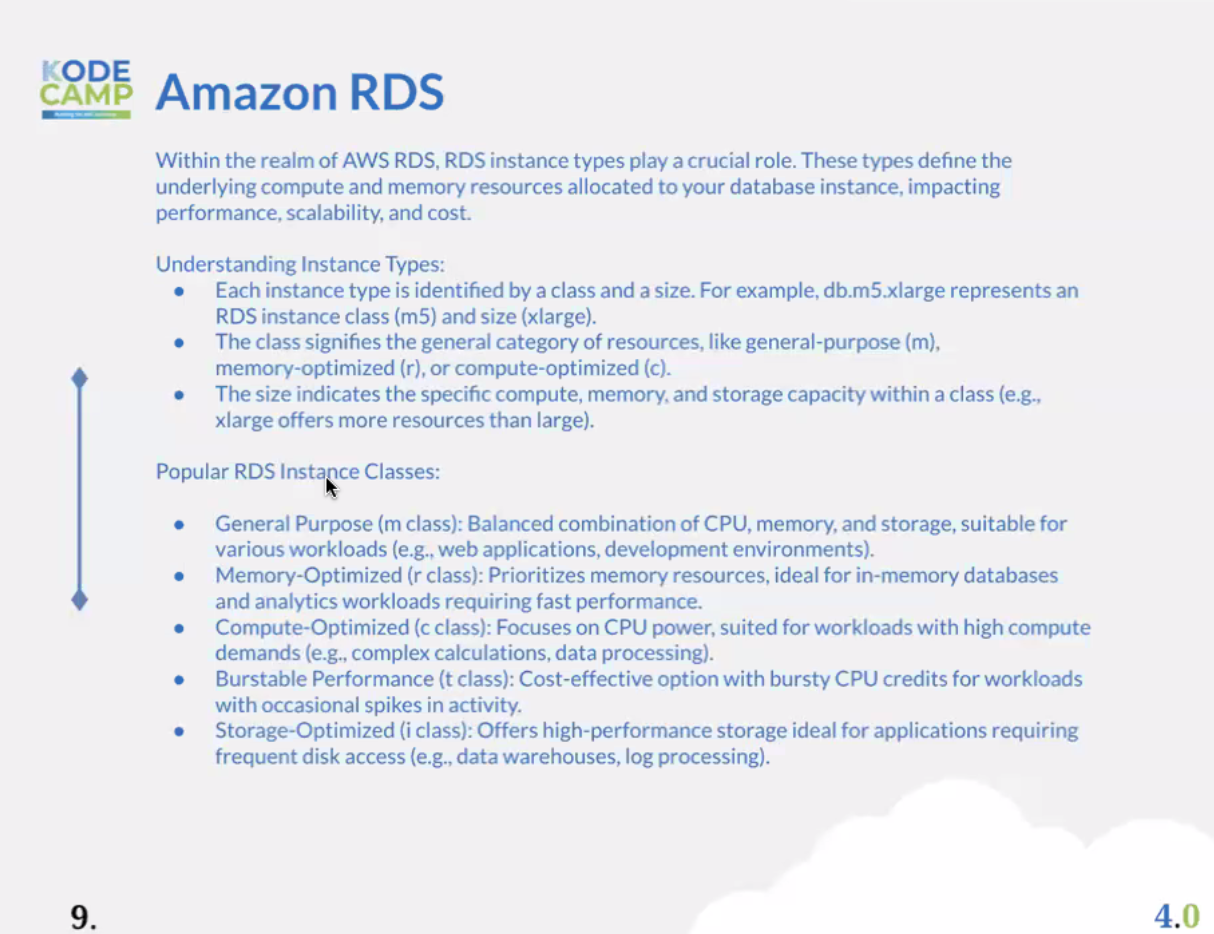 KODE
CAMP
Amazon RDS
Within the realm of AWS RDS, RDS instance types play a crucial role. These types define the
underlying compute and memory resources allocated to your database instance, impacting
performance, scalability, and cost.
Understanding Instance Types:
● Each instance type is identified by a class and a size. For example, db.m5.xlarge represents an
RDS instance class (m5) and size (xlarge).
● The class signifies the general category of resources, like general-purpose (m),
memory-optimized (r), or compute-optimized (c).
● The size indicates the specific compute, memory, and storage capacity within a class (e.g.,
xlarge offers more resources than large).
Popular RDS Instance Classes:
● General Purpose (m class): Balanced combination of CPU, memory, and storage, suitable for
various workloads (e.g., web applications, development environments).
● Memory-Optimized (r class): Prioritizes memory resources, ideal for in-memory databases
and analytics workloads requiring fast performance.
● Compute-Optimized (c class): Focuses on CPU power, suited for workloads with high compute
demands (e.g., complex calculations, data processing).
● Burstable Performance (t class): Cost-effective option with bursty CPU credits for workloads
with occasional spikes in activity.
● Storage-Optimized (i class): Offers high-performance storage ideal for applications requiring
frequent disk access (e.g., data warehouses, log processing).
9.
4.0